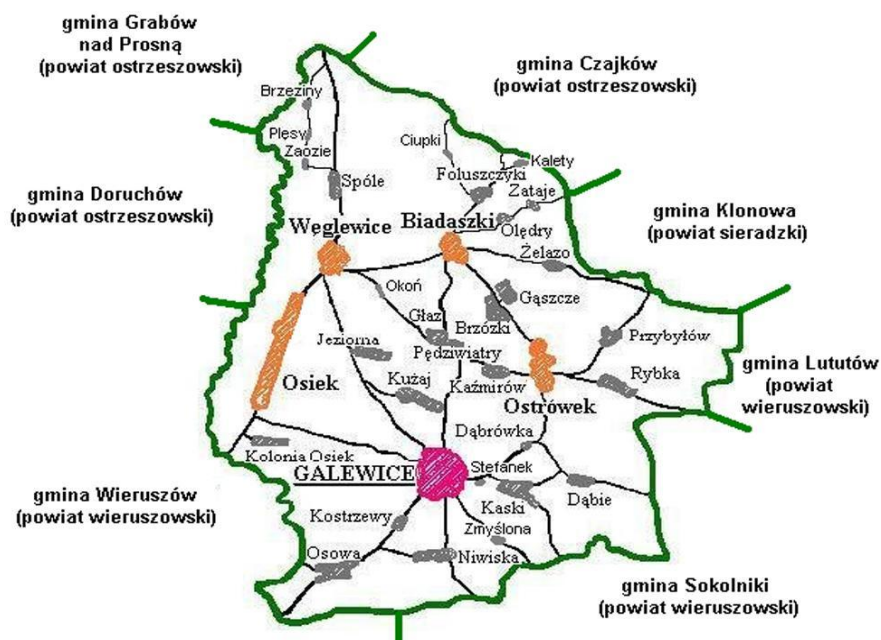 gmina Grabów
nad Prosną
(powiat ostrzeszowski)
gmina Czajków
(powiat ostrzeszowski)
Brzeziny
Plęsy
Zaozie
Ciupki
Kalety
Foluszczyki
Spóle
Zataje
gmina Doruchów
(powiat ostrzeszowski)
gmina Klonowa
(powiat sieradzki)
Węglewice
Biadaszki
Olędry
Żelazo
Okoń
Gąszcze
Głaz
Brzózki
Przybyłów
Jeziorna
Pędziwiatry
gmina Lututów
(powiat
wieruszowski)
Osiek
Kużaj
Kaźmirów
Rybka
Ostrówek
Dąbrówka
Kolonia Osiek
GALEWICE
Stefanek
gmina Wieruszów
(powiat wieruszowski)
Kaski
Dąbie
Kostrzewy
Zmyślona
Osowa
Niwiska
gmina Sokolniki
(powiat wieruszowski)